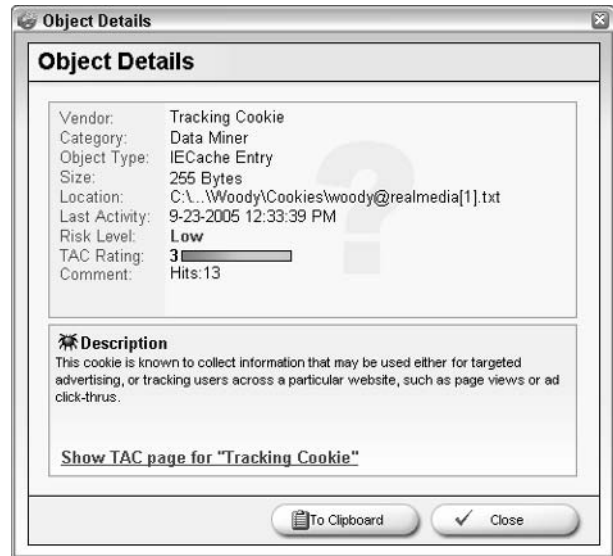 Object Details
Object Details
Vendor: Tracking Cookie
Category: Data Miner
Object Type: IECache Entry
Size: 255 Bytes
Location: C:\...\Woody\Cookies\woody@realmedia[1].txt
Last Activity: 9-23-2005 12:33:39 PM
Risk Level: Low
TAC Rating: 3
Comment: Hits:13
Description
This cookie is known to collect information that may be used either for targeted
advertising, or tracking users across a particular website, such as page views or ad
click-thrus.
Show TAC page for "Tracking Cookie"
To Clipboard
Close